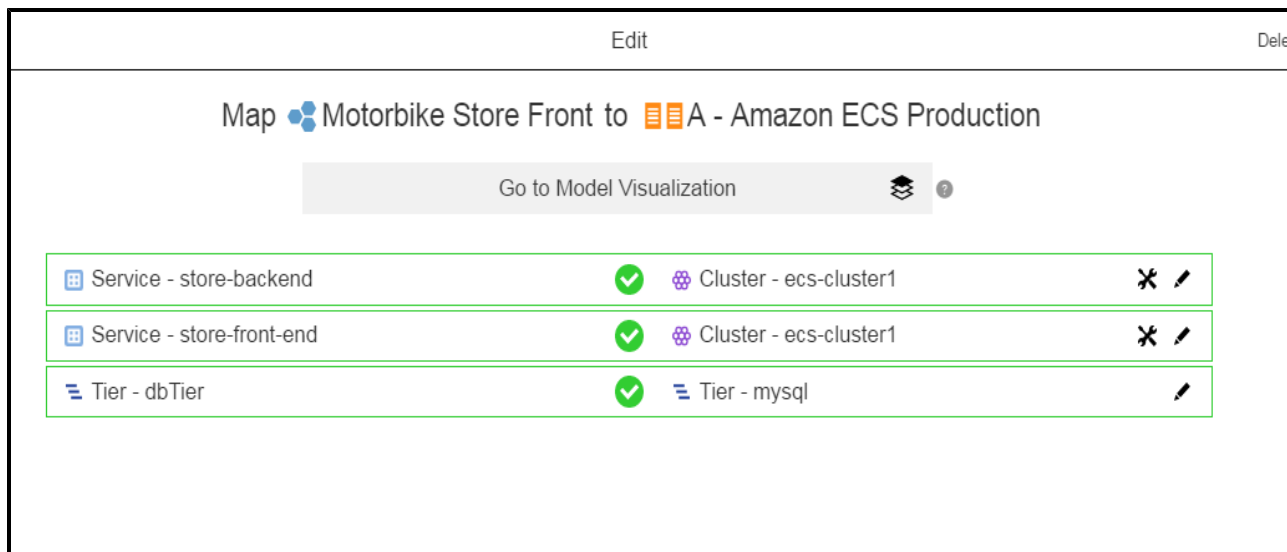 Edit
Dele
Map Motorbike Store Front to A - Amazon ECS Production
Go to Model Visualization ?
Service - store-backend Cluster - ecs-cluster1
Service - store-front-end Cluster - ecs-cluster1
Tier - dbTier Tier - mysql